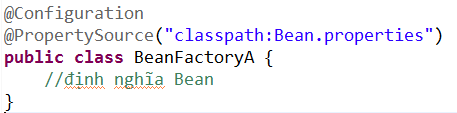 @Configuration
@PropertySource("classpath:Bean.properties")
public class BeanFactoryA {
    //định nghĩa Bean
}